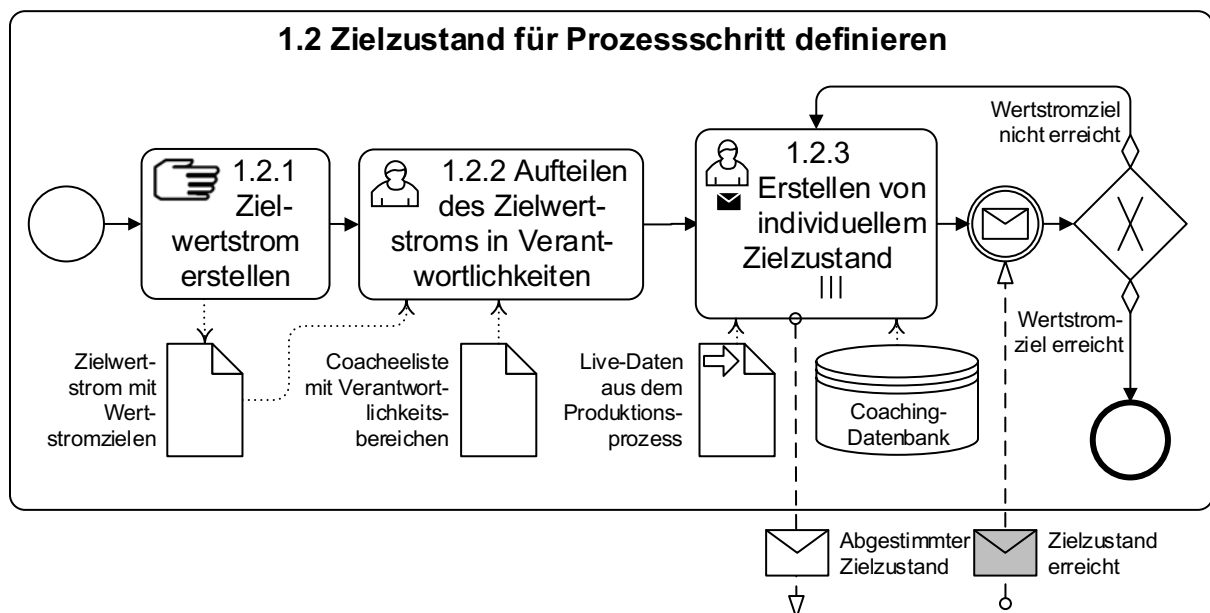 1.2 Zielzustand für Prozessschritt definieren
1.2.1
Ziel-
wertstrom
erstellen
1.2.2 Aufteilen
des Zielwert-
stroms in Verant-
wortlichkeiten
1.2.3
Erstellen von
individuellem
Zielzustand
Wertstromziel
nicht erreicht
Wertstrom-
ziel erreicht
Zielwert-
strom mit
Wert-
stromzielen
Coacheeliste
mit Verantwort-
lichkeits-
bereichen
Live-Daten
aus dem
Produktions-
prozess
Coaching-
Datenbank
Abgestimmter
Zielzustand
Zielzustand
erreicht